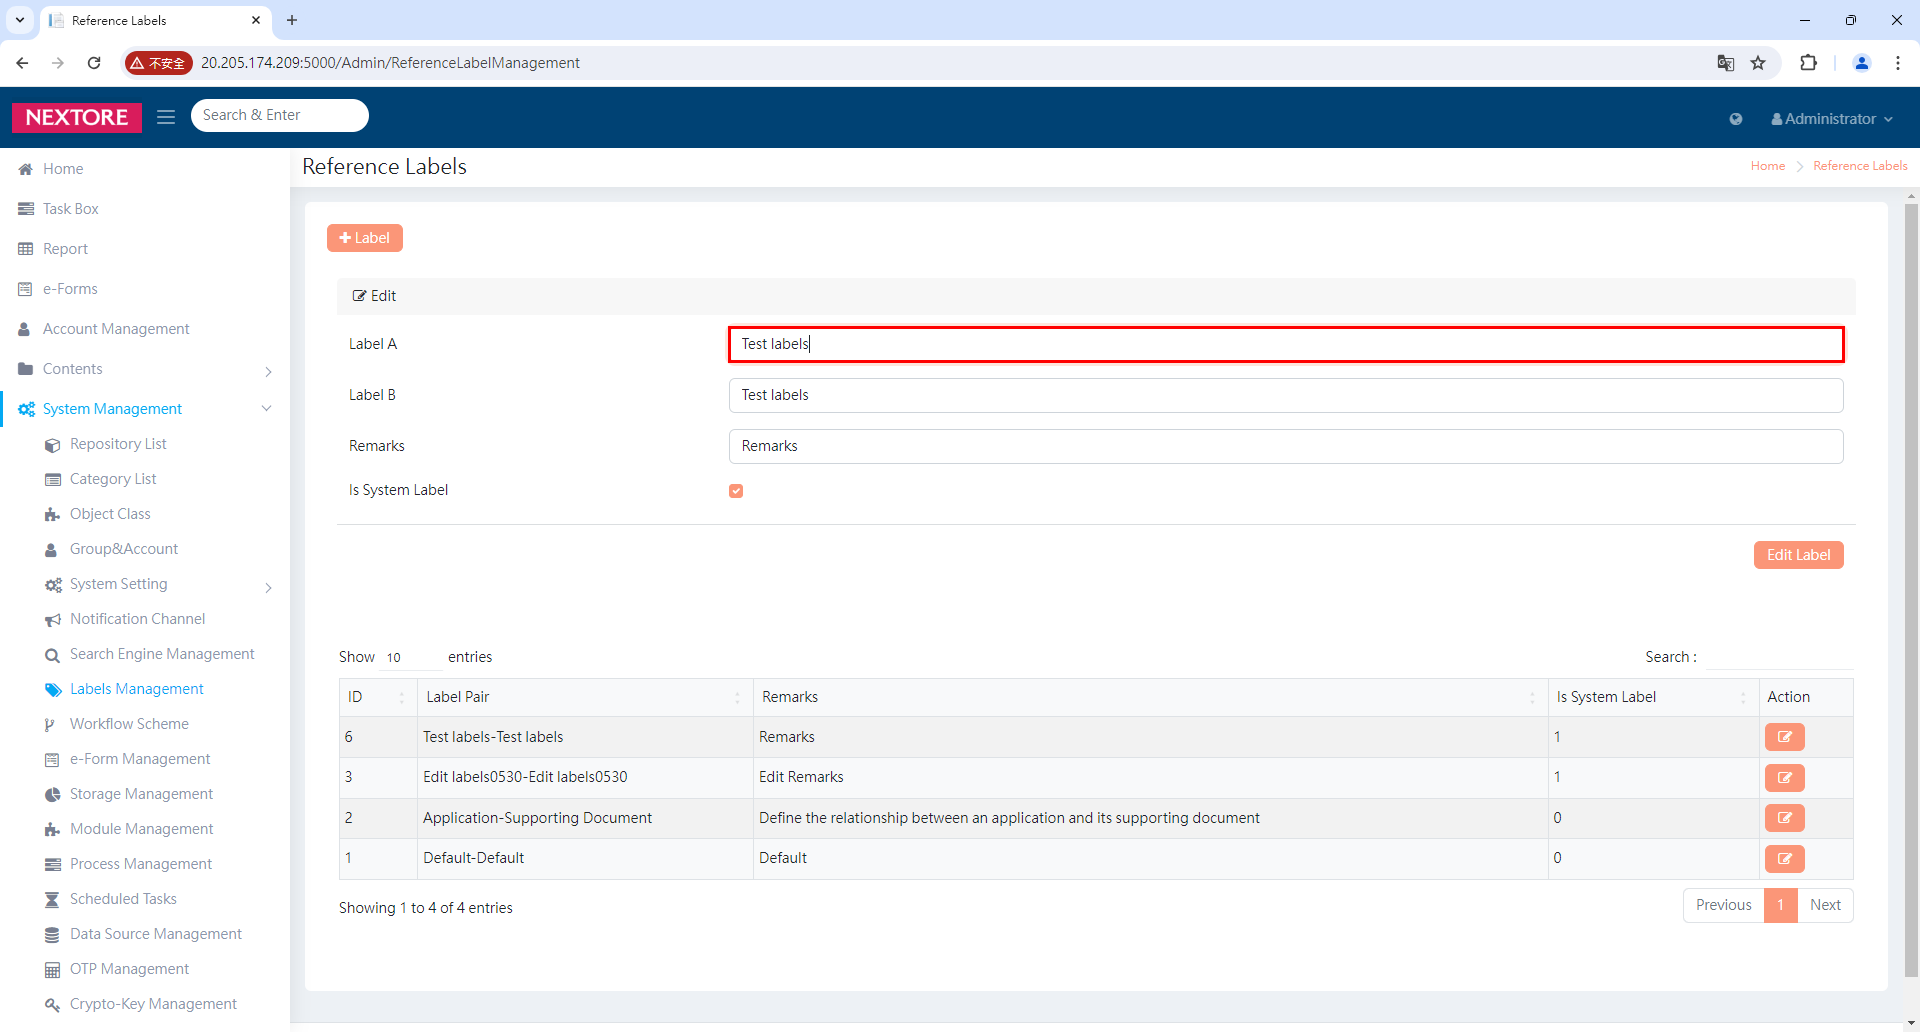 Reference Labels
不安全 20.205.174.209:5000/Admin/ReferenceLabelManagement
NEXTORE Search & Enter Administrator
Reference Labels Home Reference Labels
Home
Task Box
Report
e-Forms
Account Management
Contents
System Management
Repository List
Category List
Object Class
Group&Account
System Setting
Notification Channel
Search Engine Management
Labels Management
Workflow Scheme
e-Form Management
Storage Management
Module Management
Process Management
Scheduled Tasks
Data Source Management
OTP Management
Crypto-Key Management
Label
Edit
Label A Test labels
Label B Test labels
Remarks Remarks
Is System Label
Edit Label
Show 10 entries Search :
ID Label Pair Remarks Is System Label Action
6 Test labels-Test labels Remarks 1
3 Edit labels0530-Edit labels0530 Edit Remarks 1
2 Application-Supporting Document Define the relationship between an application and its supporting document 0
1 Default-Default Default 0
Showing 1 to 4 of 4 entries Previous 1 Next